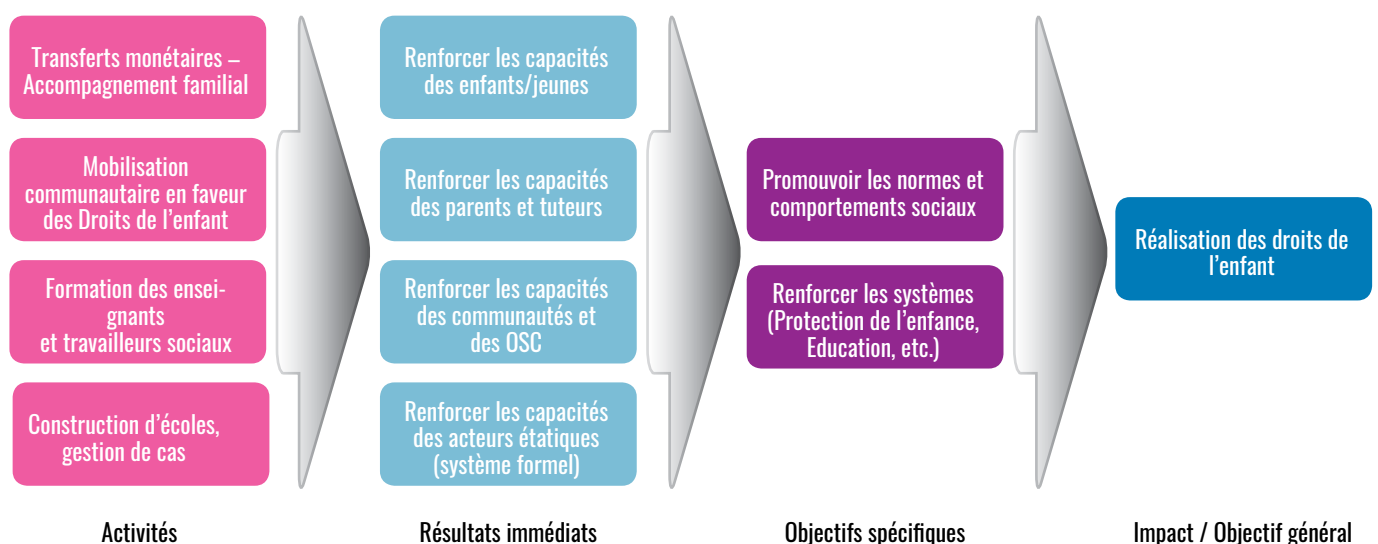 Transferts monétaires –
Accompagnement familial
Mobilisation
communautaire en faveur
des Droits de l’enfant
Formation des ensei-
gnants
et travailleurs sociaux
Construction d’écoles,
gestion de cas
Activités
Renforcer les capacités
des enfants/jeunes
Renforcer les capacités
des parents et tuteurs
Renforcer les capacités
des communautés et
des OSC
Renforcer les capacités
des acteurs étatiques
(système formel)
Résultats immédiats
Promouvoir les normes et
comportements sociaux
Renforcer les systèmes
(Protection de l’enfance,
Education, etc.)
Objectifs spécifiques
Réalisation des droits de
l’enfant
Impact / Objectif général